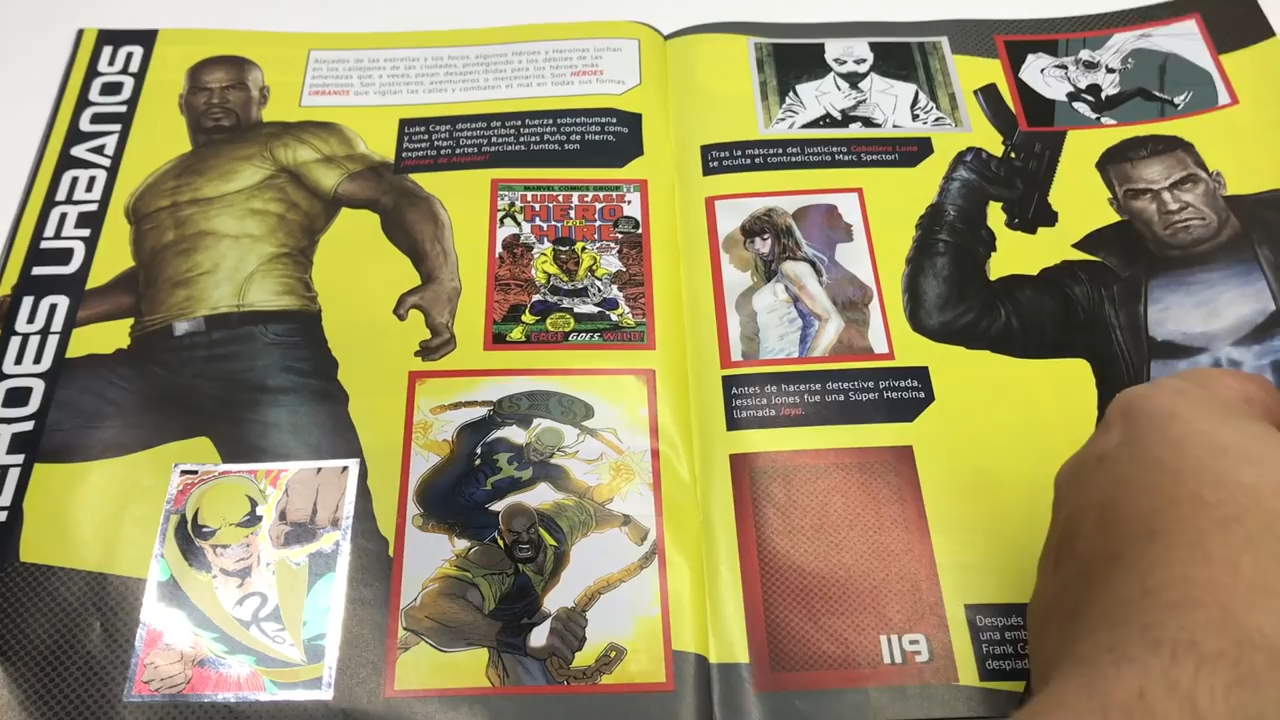 HÉROES URBANOS
Alejados de las estrellas y los focos, algunos Héroes y Heroínas luchan
en los callejones de las ciudades, protegiendo a los débiles de las
amenazas que, a veces, pasan desapercibidas para los héroes más
poderosos. Son justicieros, aventureros o mercenarios. Son HÉROES
URBANOS que vigilan las calles y combaten el mal en todas sus formas.
Luke Cage, dotado de una fuerza sobrehumana
y una piel indestructible, también conocido como
Power Man; Danny Rand, alias Puño de Hierro,
experto en artes marciales. Juntos, son
¡Héroes de Alquiler!
MARVEL COMICS GROUP
LUKE CAGE,
HERO
FOR
HIRE
CAGE GOES WILD!
¡Tras la máscara del justiciero Caballero Luna
se oculta el contradictorio Marc Spector!
Antes de hacerse detective privada,
Jessica Jones fue una Súper Heroína
llamada Joya.
119
Después
una emb
Frank Ca
despiad